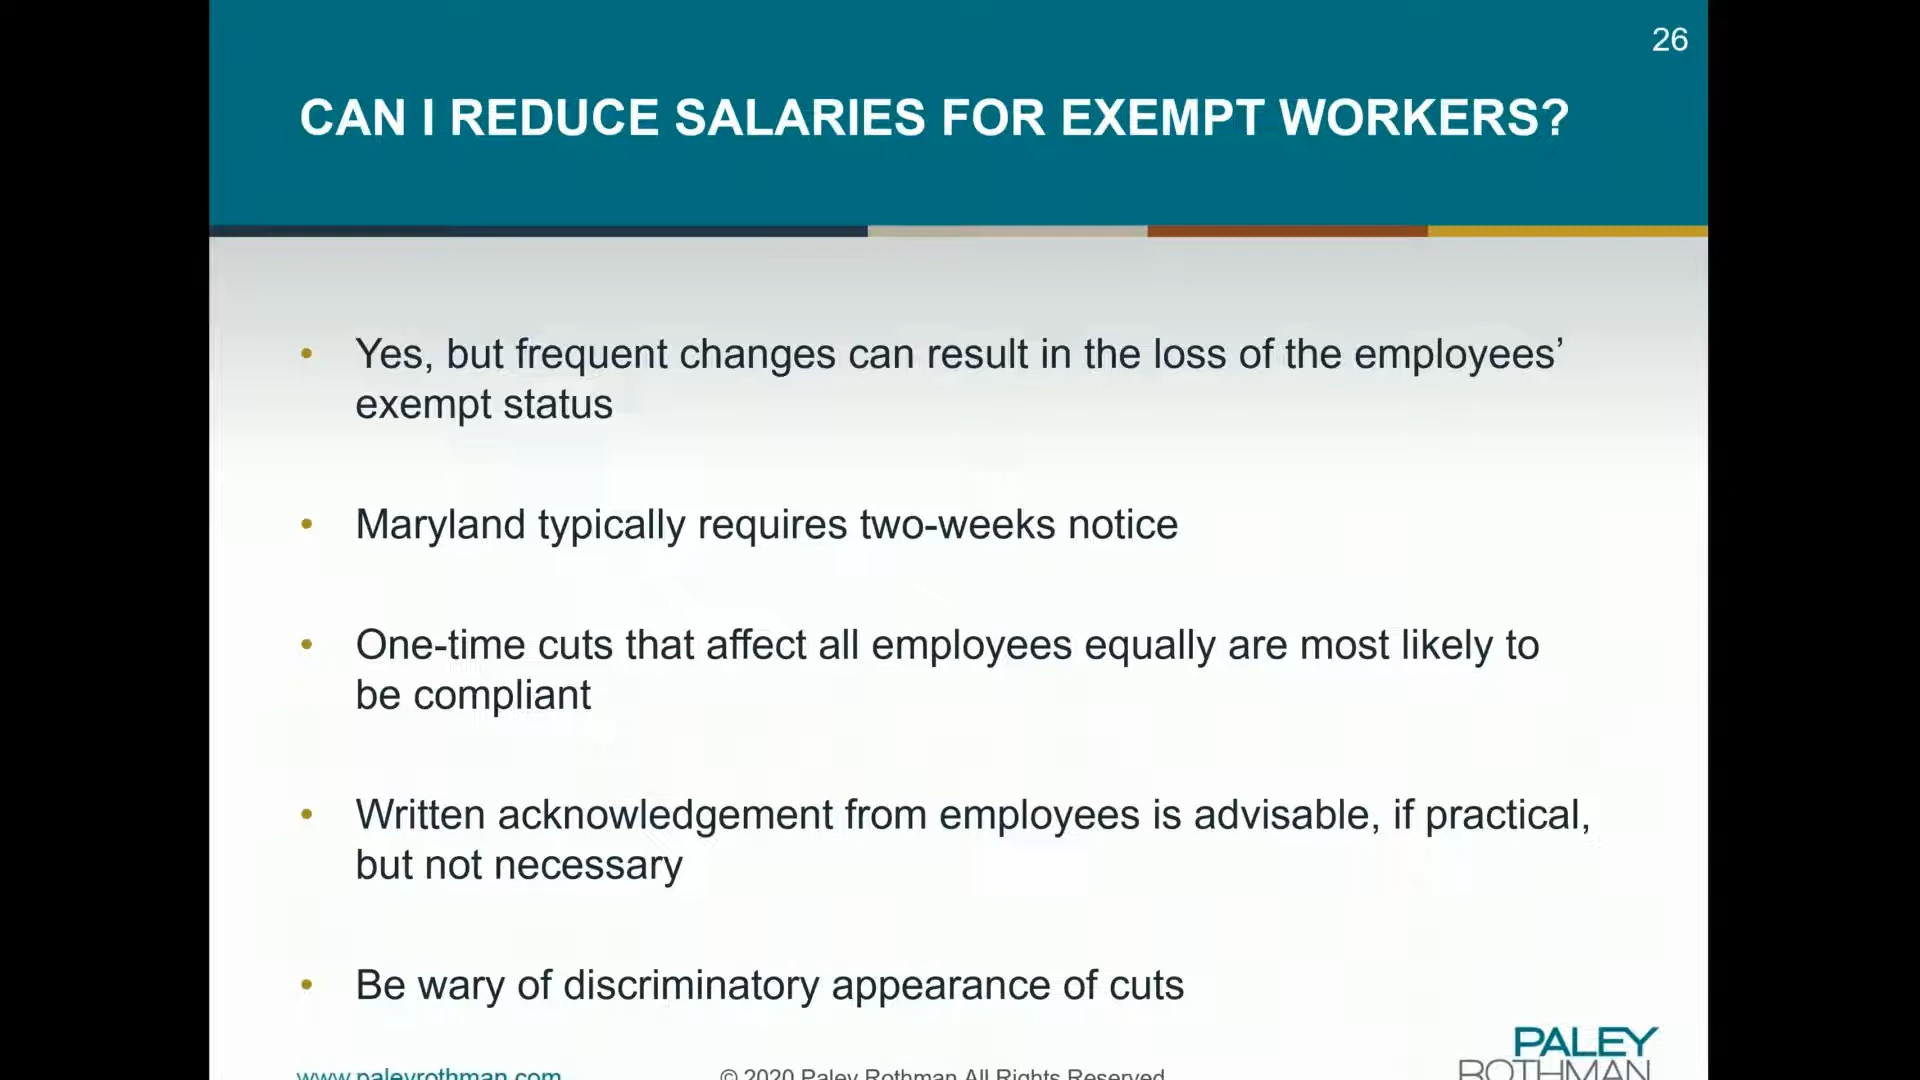 26
CAN I REDUCE SALARIES FOR EXEMPT WORKERS?
• Yes, but frequent changes can result in the loss of the employees’
exempt status
• Maryland typically requires two-weeks notice
• One-time cuts that affect all employees equally are most likely to
be compliant
• Written acknowledgement from employees is advisable, if practical,
but not necessary
• Be wary of discriminatory appearance of cuts
PALEY
ROTHMAN
www.paleyrothman.com
© 2020 Paley Rothman All Rights Reserved